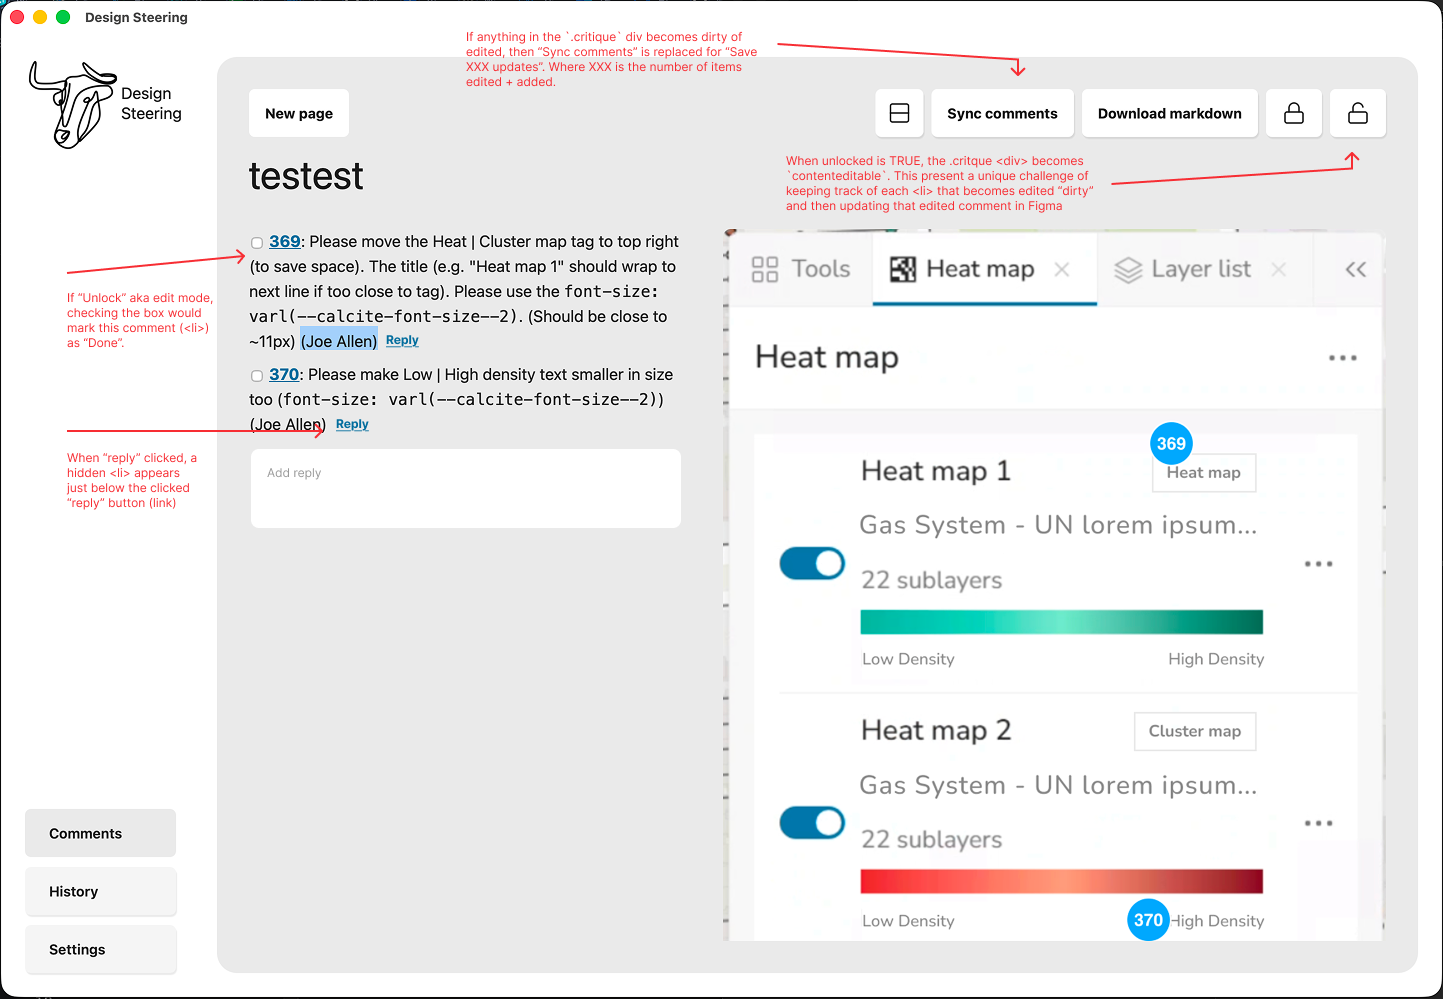 Design Steering
If anything in the `.critique` div becomes dirty of
edited, then “Sync comments” is replaced for “Save
XXX updates”. Where XXX is the number of items
edited + added.
Design
Steering
New page
Sync comments
Download markdown
When unlocked is TRUE, the .critque <div> becomes
`contenteditable`. This present a unique challenge of
keeping track of each <li> that becomes edited “dirty”
and then updating that edited comment in Figma
testest
369: Please move the Heat | Cluster map tag to top right
(to save space). The title (e.g. "Heat map 1" should wrap to
next line if too close to tag). Please use the font-size:
varl(--calcite-font-size--2). (Should be close to
~11px) (Joe Allen) Reply
370: Please make Low | High density text smaller in size
too (font-size: varl(--calcite-font-size--2))
(Joe Allen) Reply
Add reply
If “Unlock” aka edit mode,
checking the box would
mark this comment (<li>)
as “Done”.
When “reply” clicked, a
hidden <li> appears
just below the clicked
“reply” button (link)
Tools
Heat map
Layer list
Heat map
369
Heat map 1
Heat map
Gas System - UN lorem ipsum...
22 sublayers
Low Density
High Density
Heat map 2
Cluster map
Gas System - UN lorem ipsum...
22 sublayers
Low Density
370
High Density
Comments
History
Settings